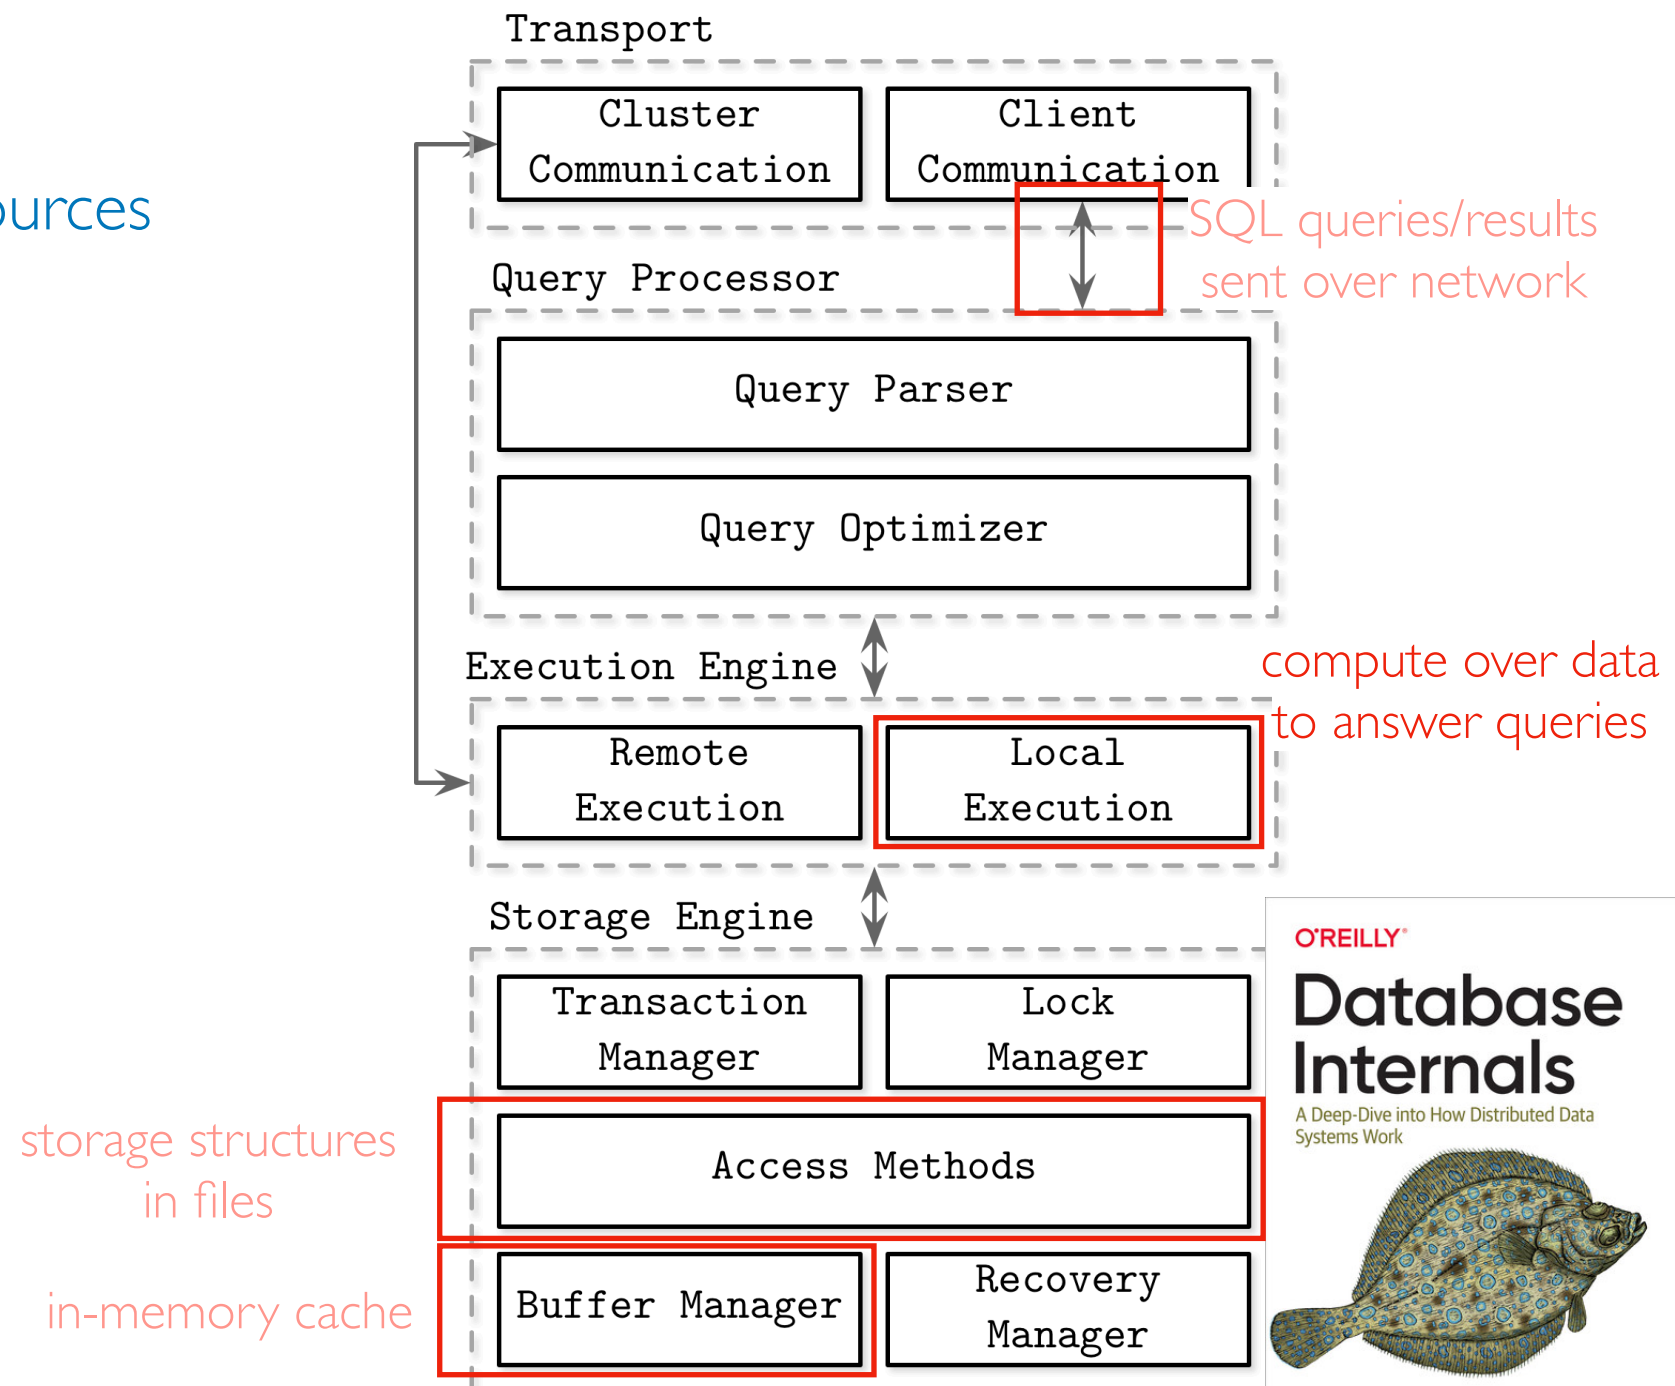 Transport
Cluster
Communication
Client
Communication
SQL queries/results
sent over network
Query Processor
Query Parser
Query Optimizer
Execution Engine
compute over data
to answer queries
Remote
Execution
Local
Execution
Storage Engine
Transaction
Manager
Lock
Manager
storage structures
in files
Access Methods
in-memory cache
Buffer Manager
Recovery
Manager
O'REILLY®
Database
Internals
A Deep-Dive into How Distributed Data
Systems Work